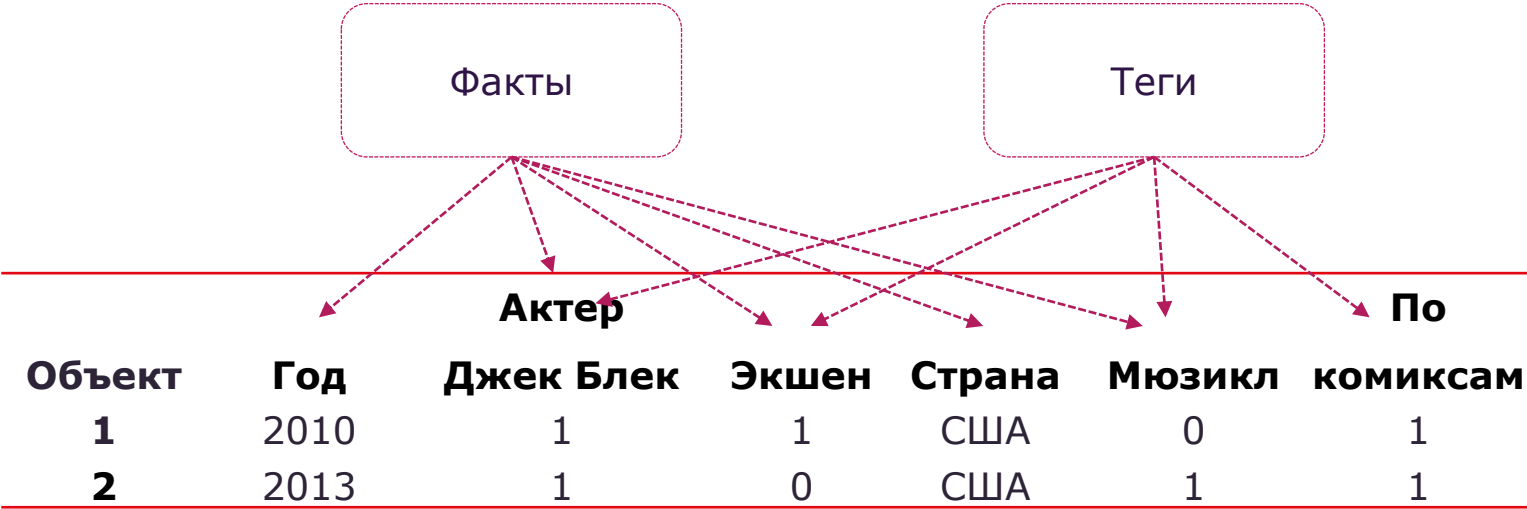 Факты Теги
Актер По
Объект Год Джек Блек Экшен Страна Мюзикл комиксам
1 2010 1 1 США 0 1
2 2013 1 0 США 1 1